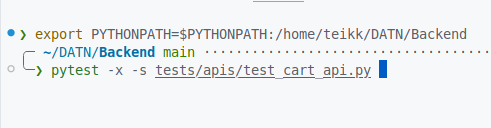 ❯ export PYTHONPATH=$PYTHONPATH:/home/teikk/DATN/Backend
~/DATN/Backend main ·····································
❯ pytest -x -s tests/apis/test_cart_api.py